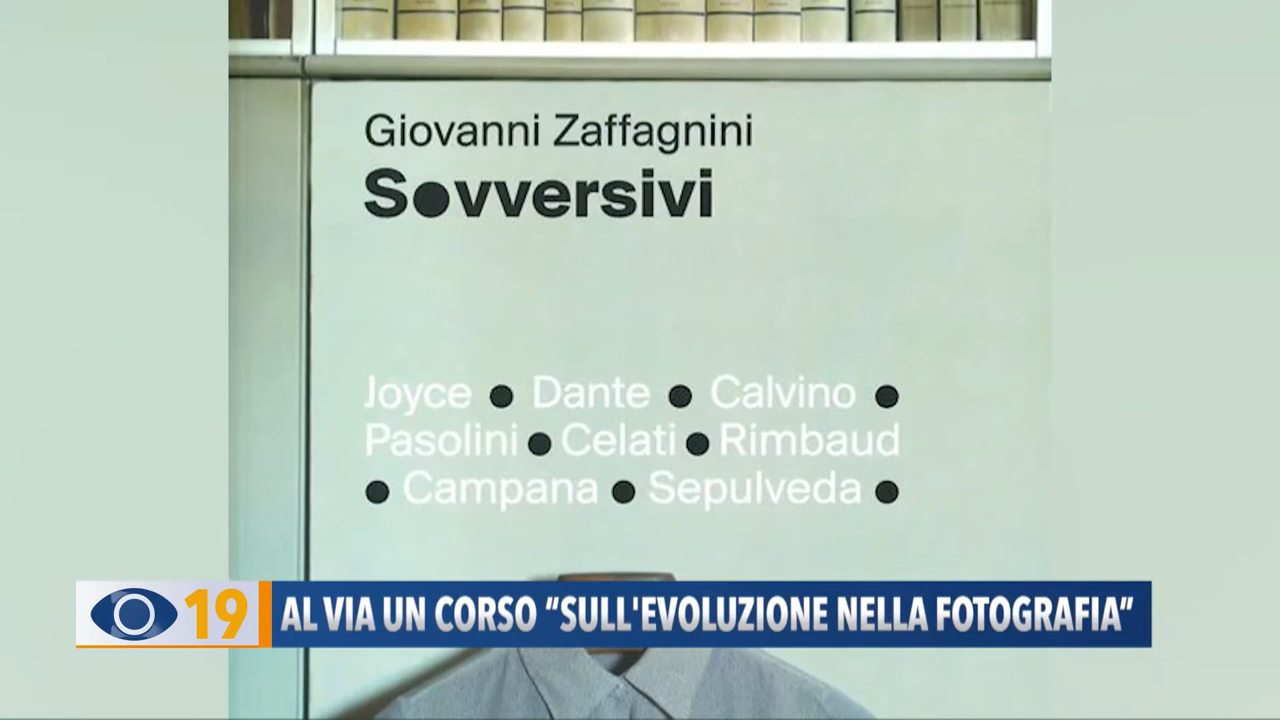 Giovanni Zaffagnini
Sovversivi
Joyce ● Dante ● Calvino ●
Pasolini ● Celati ● Rimbaud
● Campana ● Sepulveda ●
19 AL VIA UN CORSO “SULL'EVOLUZIONE NELLA FOTOGRAFIA”